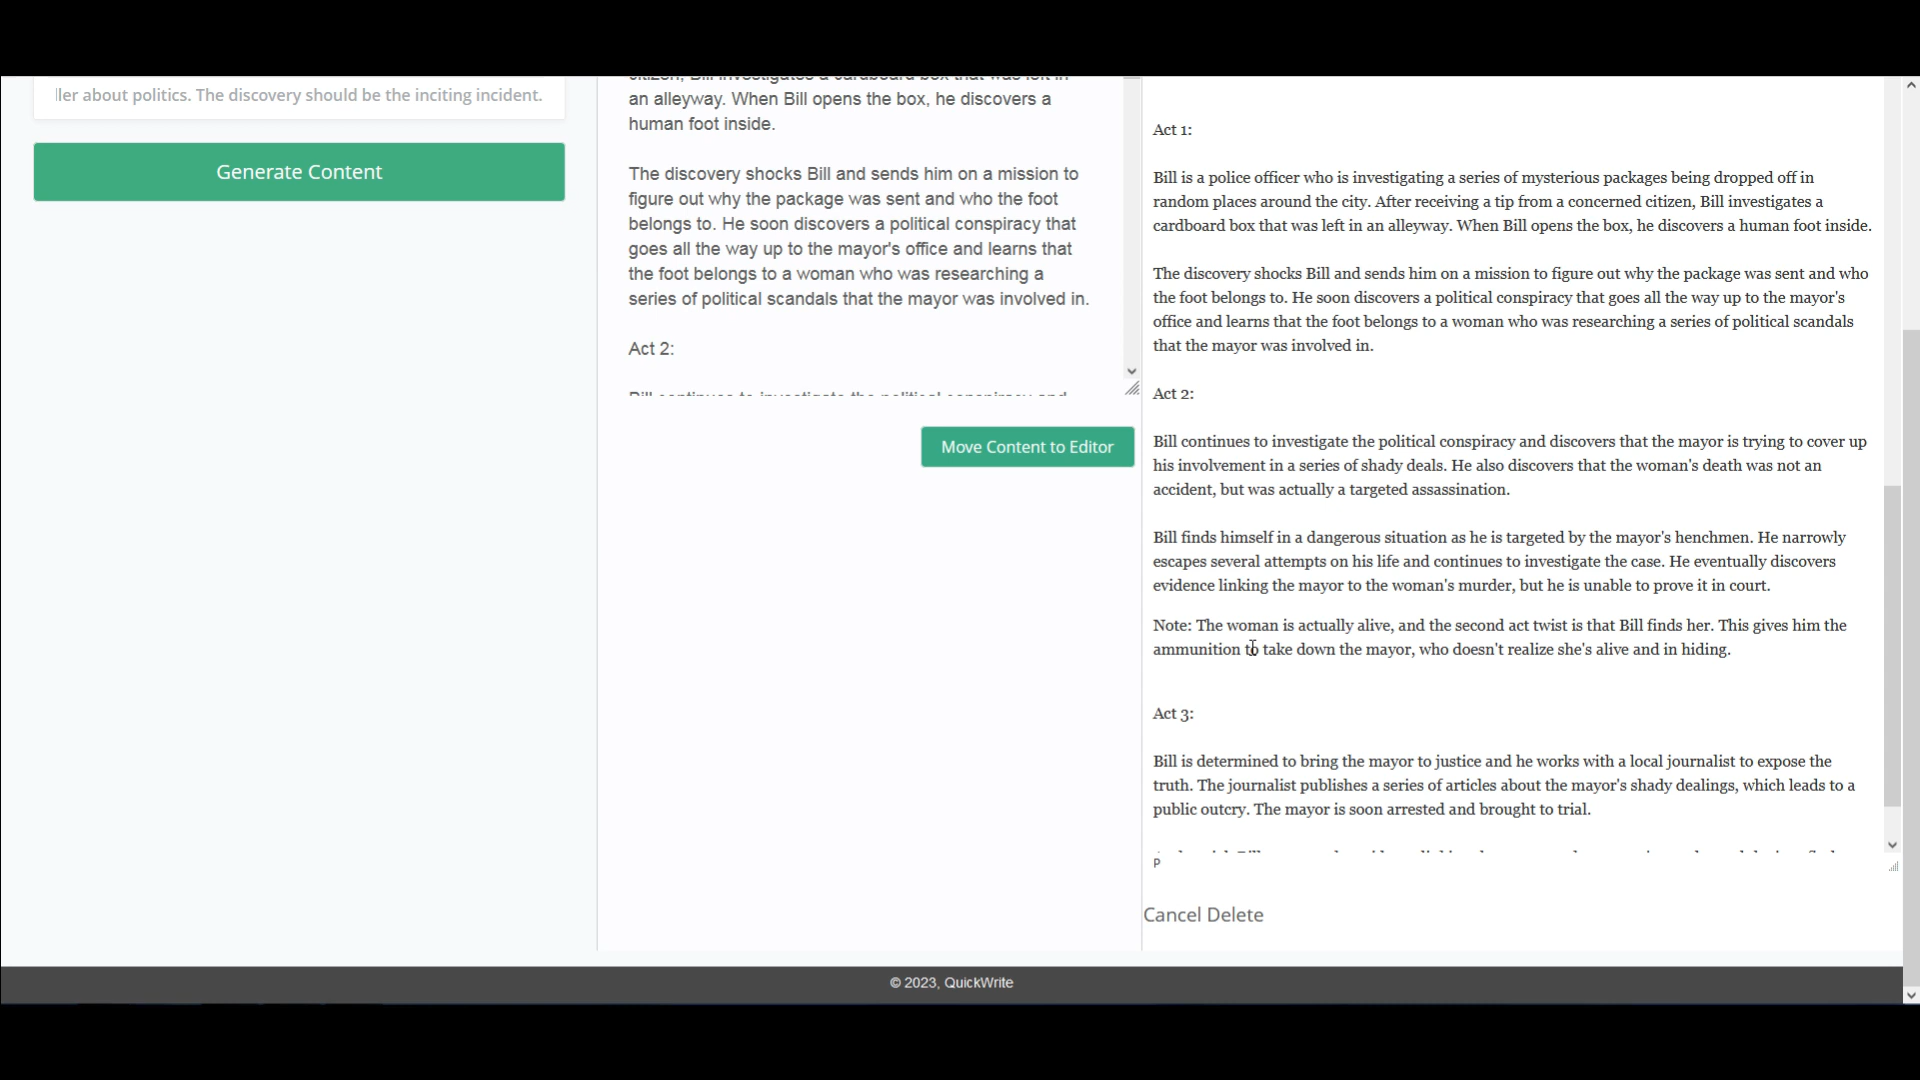 ller about politics. The discovery should be the inciting incident.
Generate Content
citizen, Bill investigates a cardboard box that was left in
an alleyway. When Bill opens the box, he discovers a
human foot inside.
The discovery shocks Bill and sends him on a mission to
figure out why the package was sent and who the foot
belongs to. He soon discovers a political conspiracy that
goes all the way up to the mayor's office and learns that
the foot belongs to a woman who was researching a
series of political scandals that the mayor was involved in.
Act 2:
Bill continues to investigate the political conspiracy and
Move Content to Editor
Act 1:
Bill is a police officer who is investigating a series of mysterious packages being dropped off in
random places around the city. After receiving a tip from a concerned citizen, Bill investigates a
cardboard box that was left in an alleyway. When Bill opens the box, he discovers a human foot inside.
The discovery shocks Bill and sends him on a mission to figure out why the package was sent and who
the foot belongs to. He soon discovers a political conspiracy that goes all the way up to the mayor's
office and learns that the foot belongs to a woman who was researching a series of political scandals
that the mayor was involved in.
Act 2:
Bill continues to investigate the political conspiracy and discovers that the mayor is trying to cover up
his involvement in a series of shady deals. He also discovers that the woman's death was not an
accident, but was actually a targeted assassination.
Bill finds himself in a dangerous situation as he is targeted by the mayor's henchmen. He narrowly
escapes several attempts on his life and continues to investigate the case. He eventually discovers
evidence linking the mayor to the woman's murder, but he is unable to prove it in court.
Note: The woman is actually alive, and the second act twist is that Bill finds her. This gives him the
ammunition to take down the mayor, who doesn't realize she's alive and in hiding.
Act 3:
Bill is determined to bring the mayor to justice and he works with a local journalist to expose the
truth. The journalist publishes a series of articles about the mayor's shady dealings, which leads to a
public outcry. The mayor is soon arrested and brought to trial.
P
Cancel Delete
© 2023, QuickWrite